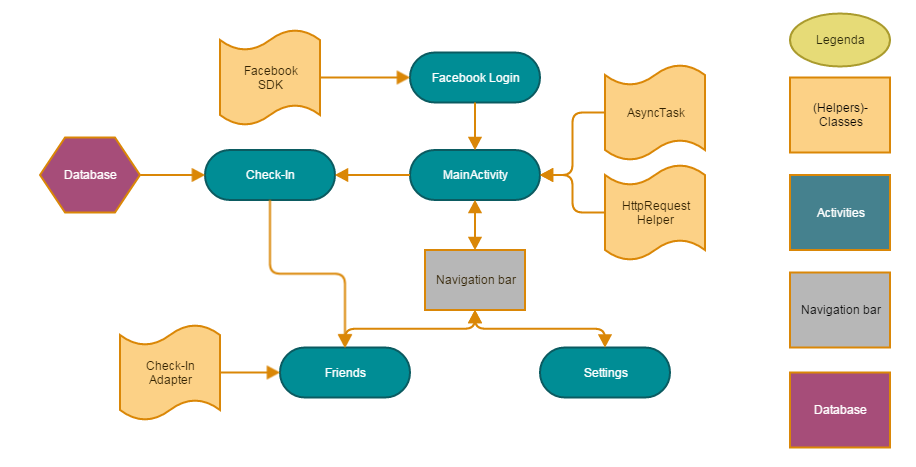 Legenda
Facebook
SDK
Facebook Login
(Helpers)-
Classes
AsyncTask
Database
Check-In
MainActivity
HttpRequest
Helper
Activities
Navigation bar
Navigation bar
Check-In
Adapter
Friends
Settings
Database